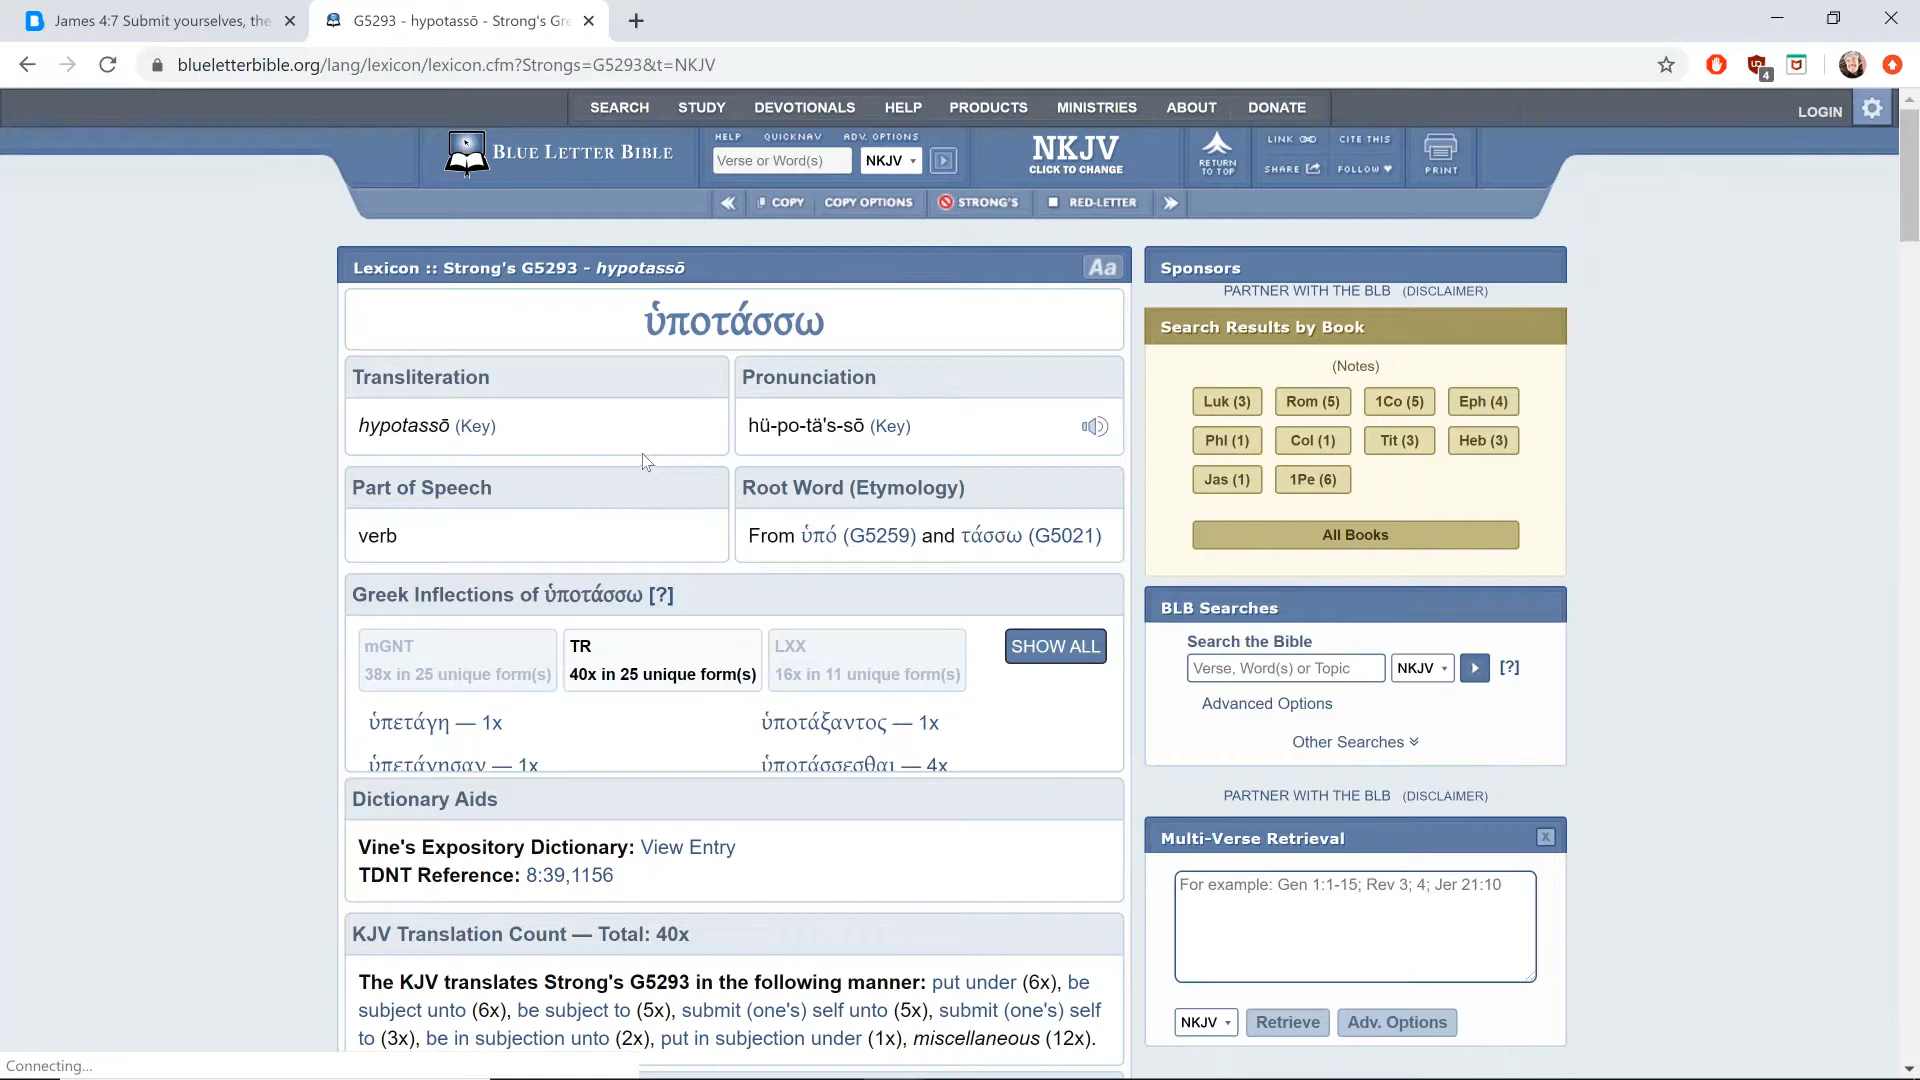 James 4:7 Submit yourselves, the
G5293 - hypotassō - Strong's Gre
blueletterbible.org/lang/lexicon/lexicon.cfm?Strongs=G5293&t=NKJV
4
SEARCH STUDY DEVOTIONALS HELP PRODUCTS MINISTRIES ABOUT DONATE
LOGIN
BLUE LETTER BIBLE
HELP QUICKNAV ADV. OPTIONS
Verse or Word(s) NKJV
NKJV
CLICK TO CHANGE
RETURN
TO TOP
LINK CITE THIS
SHARE FOLLOW
PRINT
COPY COPY OPTIONS STRONG'S RED-LETTER
Lexicon :: Strong's G5293 - hypotassō
Aa
ὑποτάσσω
Transliteration
hypotassō (Key)
Pronunciation
hü-po-tä's-sō (Key)
Part of Speech
verb
Root Word (Etymology)
From ὑπό (G5259) and τάσσω (G5021)
Greek Inflections of ὑποτάσσω [?]
mGNT
38x in 25 unique form(s)
TR
40x in 25 unique form(s)
LXX
16x in 11 unique form(s)
SHOW ALL
ὑπετάγη — 1x
ὑποτάξαντος — 1x
ὑπετάγησαν — 1x
ὑποτάσσεσθαι — 4x
Dictionary Aids
Vine's Expository Dictionary: View Entry
TDNT Reference: 8:39,1156
KJV Translation Count — Total: 40x
The KJV translates Strong's G5293 in the following manner: put under (6x), be
subject unto (6x), be subject to (5x), submit (one's) self unto (5x), submit (one's) self
to (3x), be in subjection unto (2x), put in subjection under (1x), miscellaneous (12x).
Sponsors
PARTNER WITH THE BLB (DISCLAIMER)
Search Results by Book
(Notes)
Luk (3) Rom (5) 1Co (5) Eph (4)
Phl (1) Col (1) Tit (3) Heb (3)
Jas (1) 1Pe (6)
All Books
BLB Searches
Search the Bible
Verse, Word(s) or Topic NKJV [?]
Advanced Options
Other Searches
PARTNER WITH THE BLB (DISCLAIMER)
Multi-Verse Retrieval
X
For example: Gen 1:1-15; Rev 3; 4; Jer 21:10
NKJV Retrieve Adv. Options
Connecting...